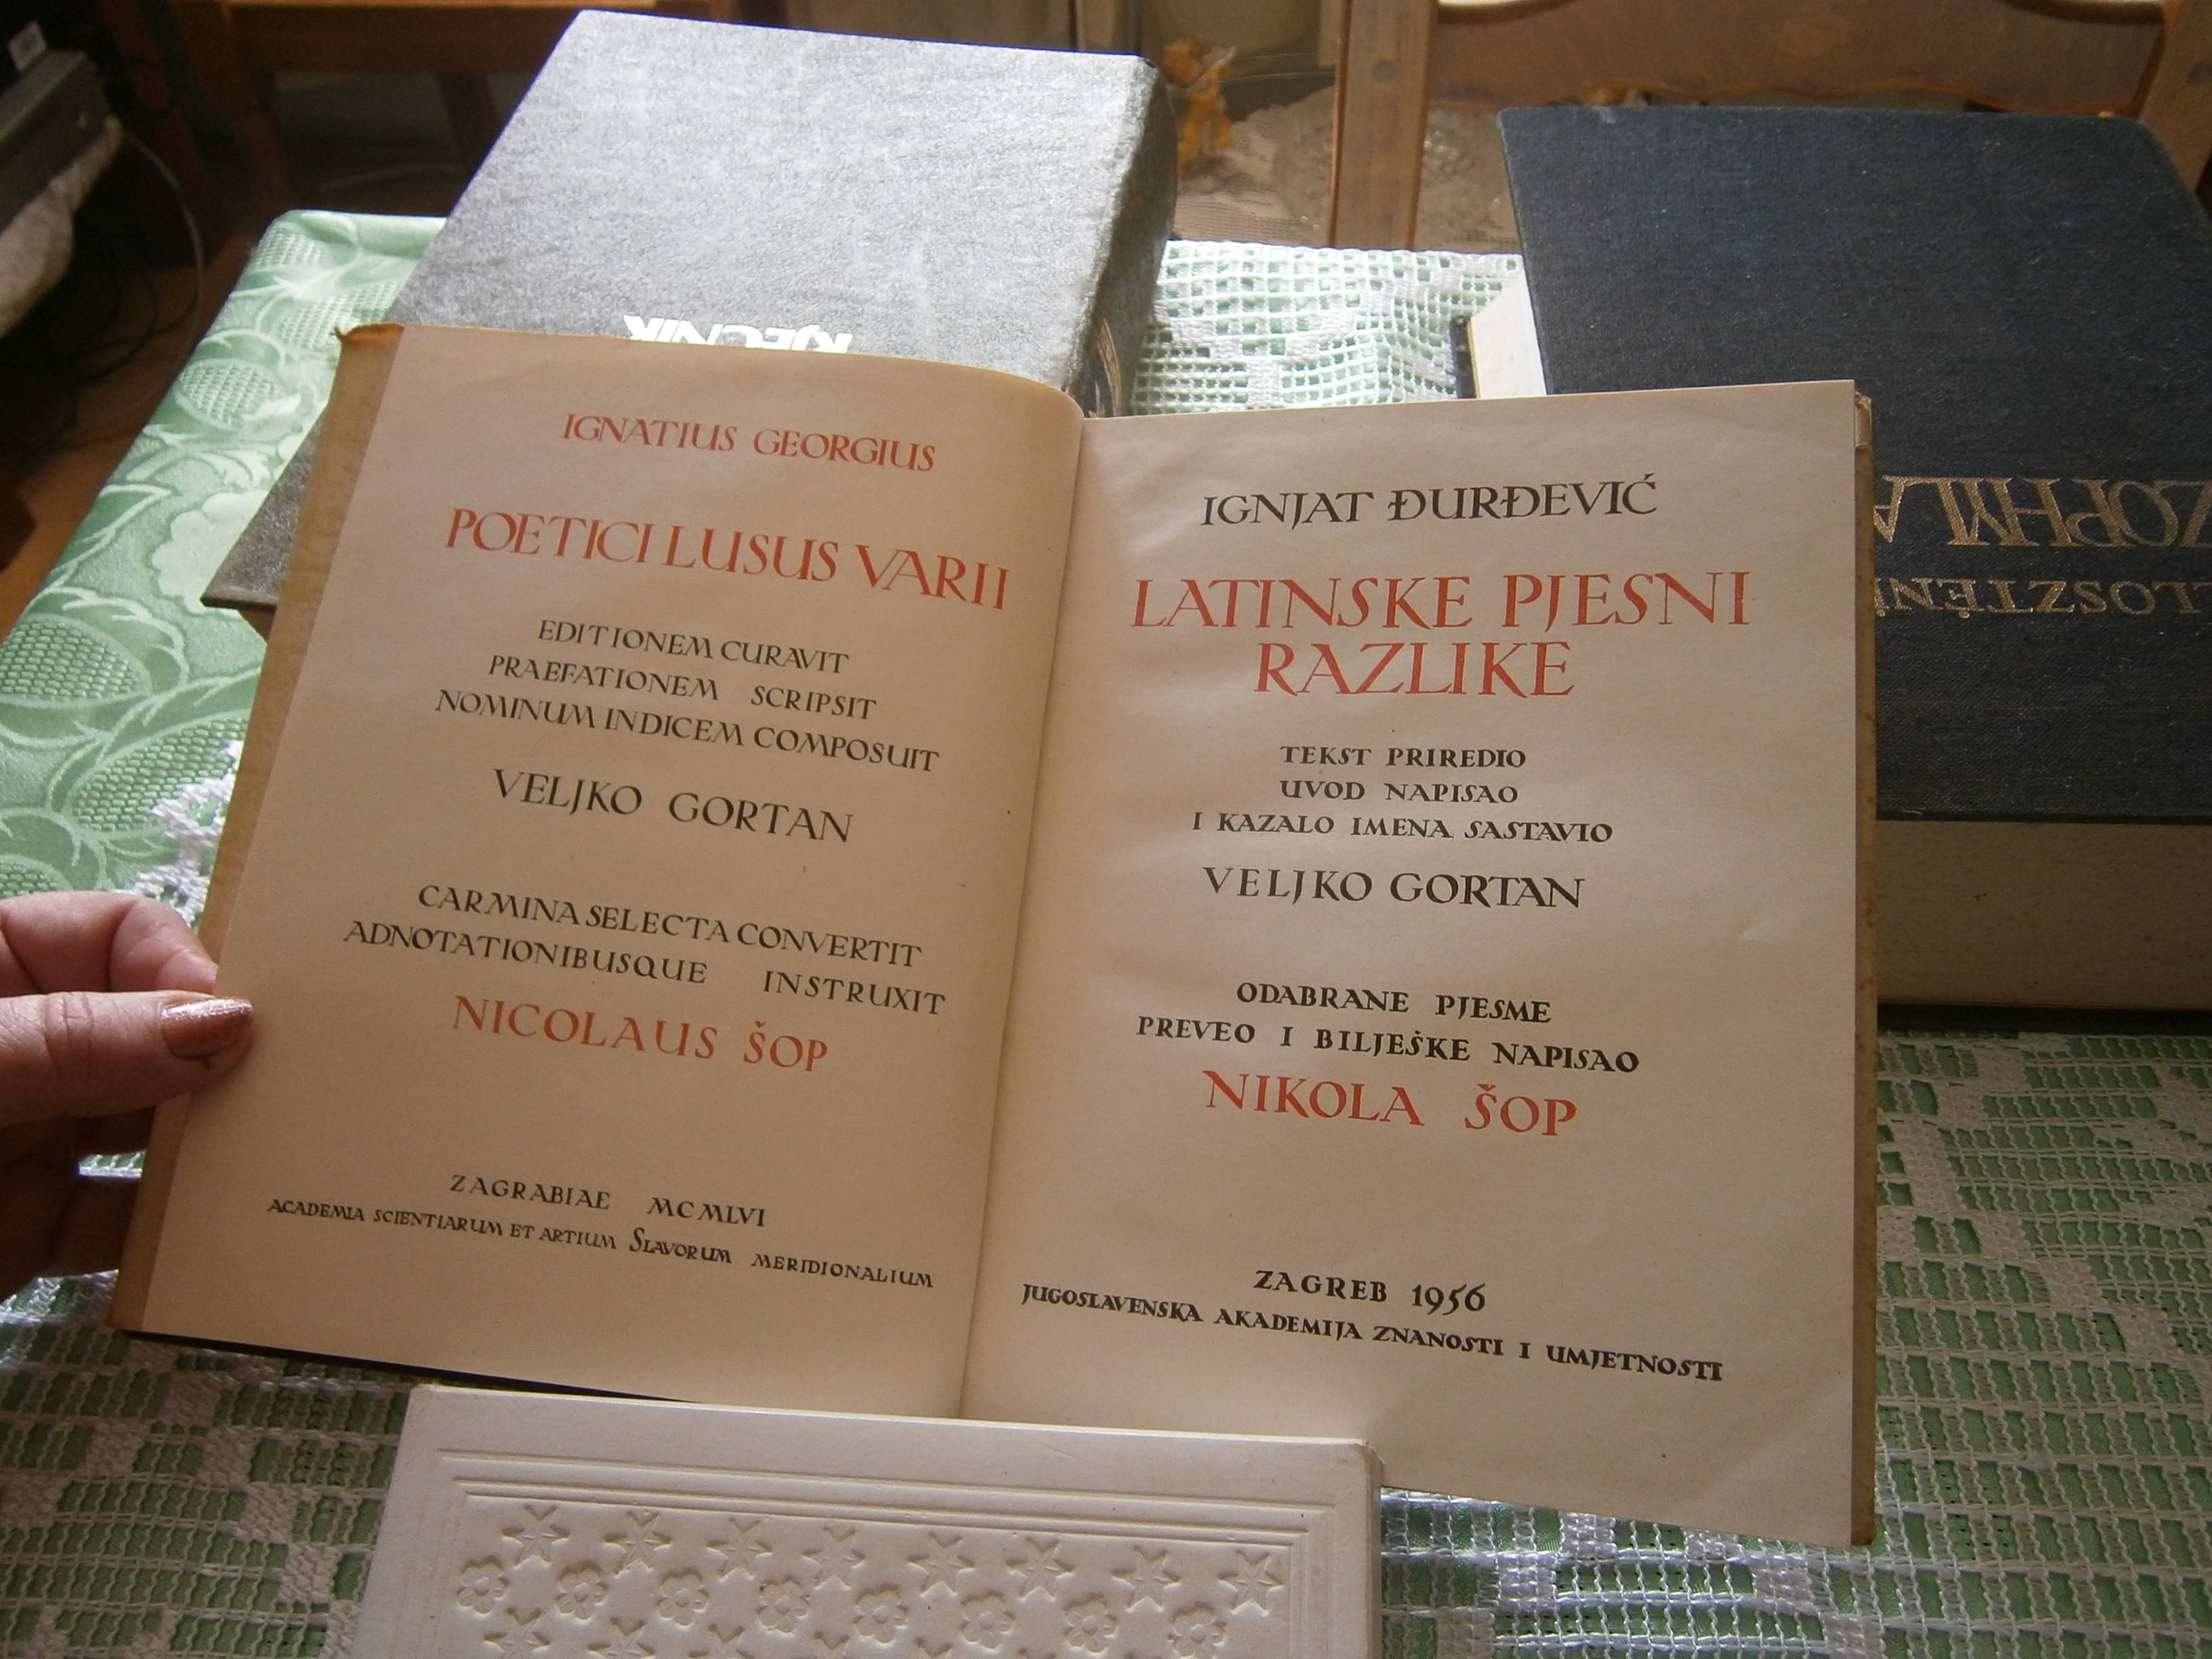 RJEČNIK
IGNATIUS GEORGIUS
POETICI LUSUS VARII
EDITIONEM CURAVIT
PRAEFATIONEM SCRIPSIT
NOMINUM INDICEM COMPOSUIT
VELJKO GORTAN
CARMINA SELECTA CONVERTIT
ADNOTATIONIBUSQUE INSTRUXIT
NICOLAUS ŠOP
ZAGRABIAE MCMLVI
ACADEMIA SCIENTIARUM ET ARTIUM SLAVORUM MERIDIONALIUM
IGNJAT ĐURĐEVIĆ
LATINSKE PJESNI
RAZLIKE
TEKST PRIREDIO
UVOD NAPISAO
I KAZALO IMENA SASTAVIO
VELJKO GORTAN
ODABRANE PJESME
PREVEO I BILJEŠKE NAPISAO
NIKOLA ŠOP
ZAGREB 1956
JUGOSLAVENSKA AKADEMIJA ZNANOSTI I UMJETNOSTI